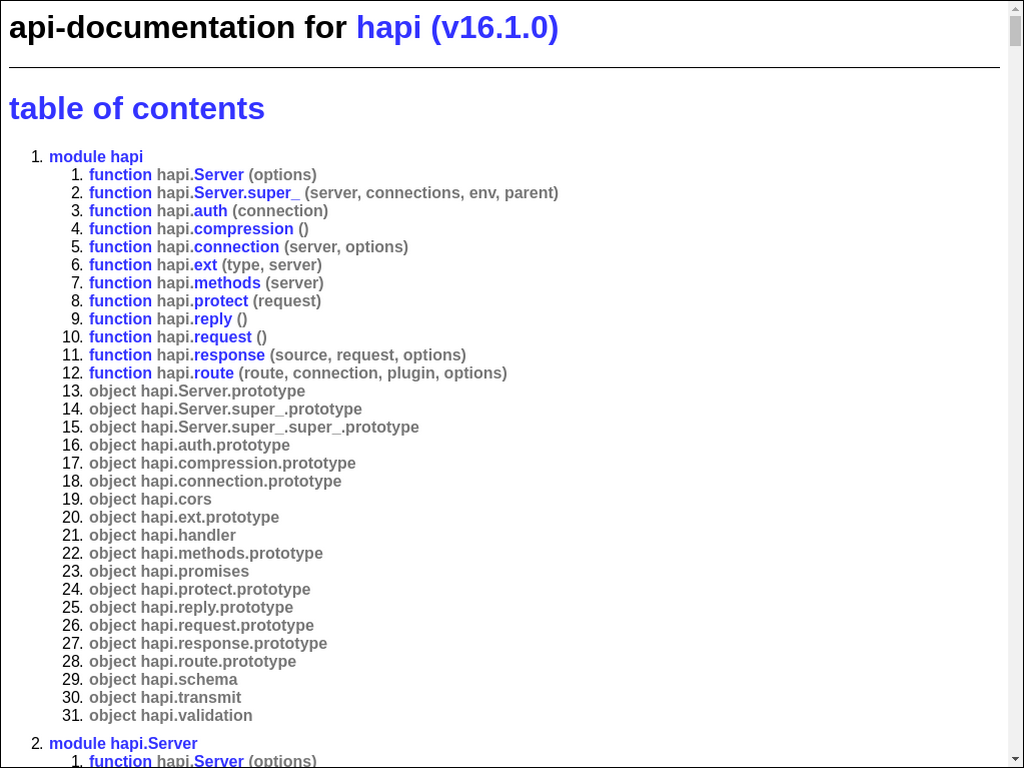 api-documentation for hapi (v16.1.0)
table of contents
1. module hapi
1. function hapi.Server (options)
2. function hapi.Server.super_ (server, connections, env, parent)
3. function hapi.auth (connection)
4. function hapi.compression ()
5. function hapi.connection (server, options)
6. function hapi.ext (type, server)
7. function hapi.methods (server)
8. function hapi.protect (request)
9. function hapi.reply ()
10. function hapi.request ()
11. function hapi.response (source, request, options)
12. function hapi.route (route, connection, plugin, options)
13. object hapi.Server.prototype
14. object hapi.Server.super_.prototype
15. object hapi.Server.super_.super_.prototype
16. object hapi.auth.prototype
17. object hapi.compression.prototype
18. object hapi.connection.prototype
19. object hapi.cors
20. object hapi.ext.prototype
21. object hapi.handler
22. object hapi.methods.prototype
23. object hapi.promises
24. object hapi.protect.prototype
25. object hapi.reply.prototype
26. object hapi.request.prototype
27. object hapi.response.prototype
28. object hapi.route.prototype
29. object hapi.schema
30. object hapi.transmit
31. object hapi.validation
2. module hapi.Server
1. function hapi.Server (options)